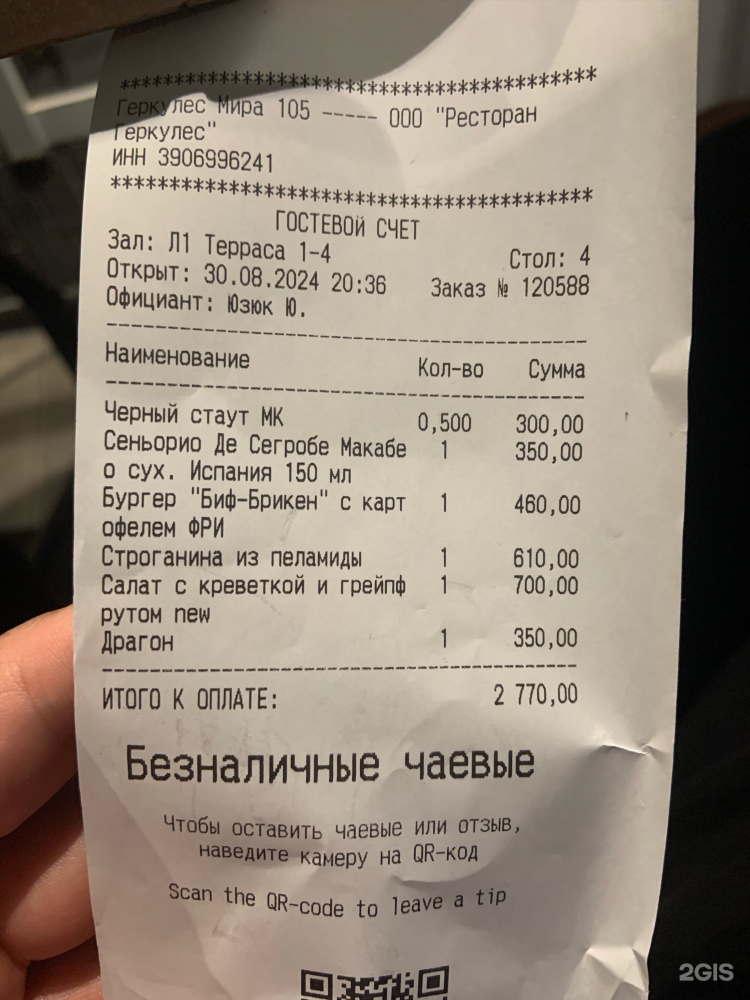 ******************************************
Геркулес Мира 105 ----- ООО "Ресторан
Геркулес"
ИНН 3906996241
******************************************
ГОСТЕВОЙ СЧЕТ
Зал: Л1 Терраса 1-4 Стол: 4
Открыт: 30.08.2024 20:36 Заказ № 120588
Официант: Юзюк Ю.
Наименование Кол-во Сумма
Черный стаут МК 0,500 300,00
Сеньорио Де Сегробе Макабе 1 350,00
о сух. Испания 150 мл
Бургер "Биф-Брикен" с карт 1 460,00
офелем ФРИ
Строганина из пеламиды 1 610,00
Салат с креветкой и грейпф 1 700,00
рутом new
Драгон 1 350,00
ИТОГО К ОПЛАТЕ: 2 770,00
Безналичные чаевые
Чтобы оставить чаевые или отзыв,
наведите камеру на QR-код
Scan the QR-code to leave a tip
2GIS